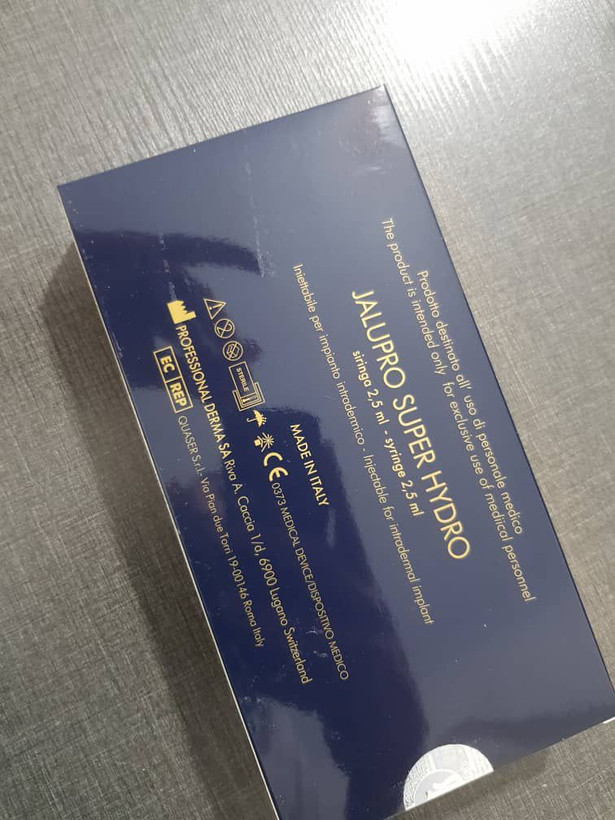 Prodotto destinato all' uso di personale medico
The product is intended only for exclusive use of mediical personnel
JALUPRO SUPER HYDRO
siringa 2,5 ml - syringe 2,5 ml
Iniettabile per impianto intradermico - Injectable for intradermal implant
MADE IN ITALY
STERILE
CE 0373 MEDICAL DEVICE/DISPOSITIVO MEDICO
PROFESSIONAL DERMA SA Riva A. Caccia 1/d, 6900 Lugano Switzerland
EC REP QUASER S.r.l.- Via Pian due Torri 19-00146 Roma Italy